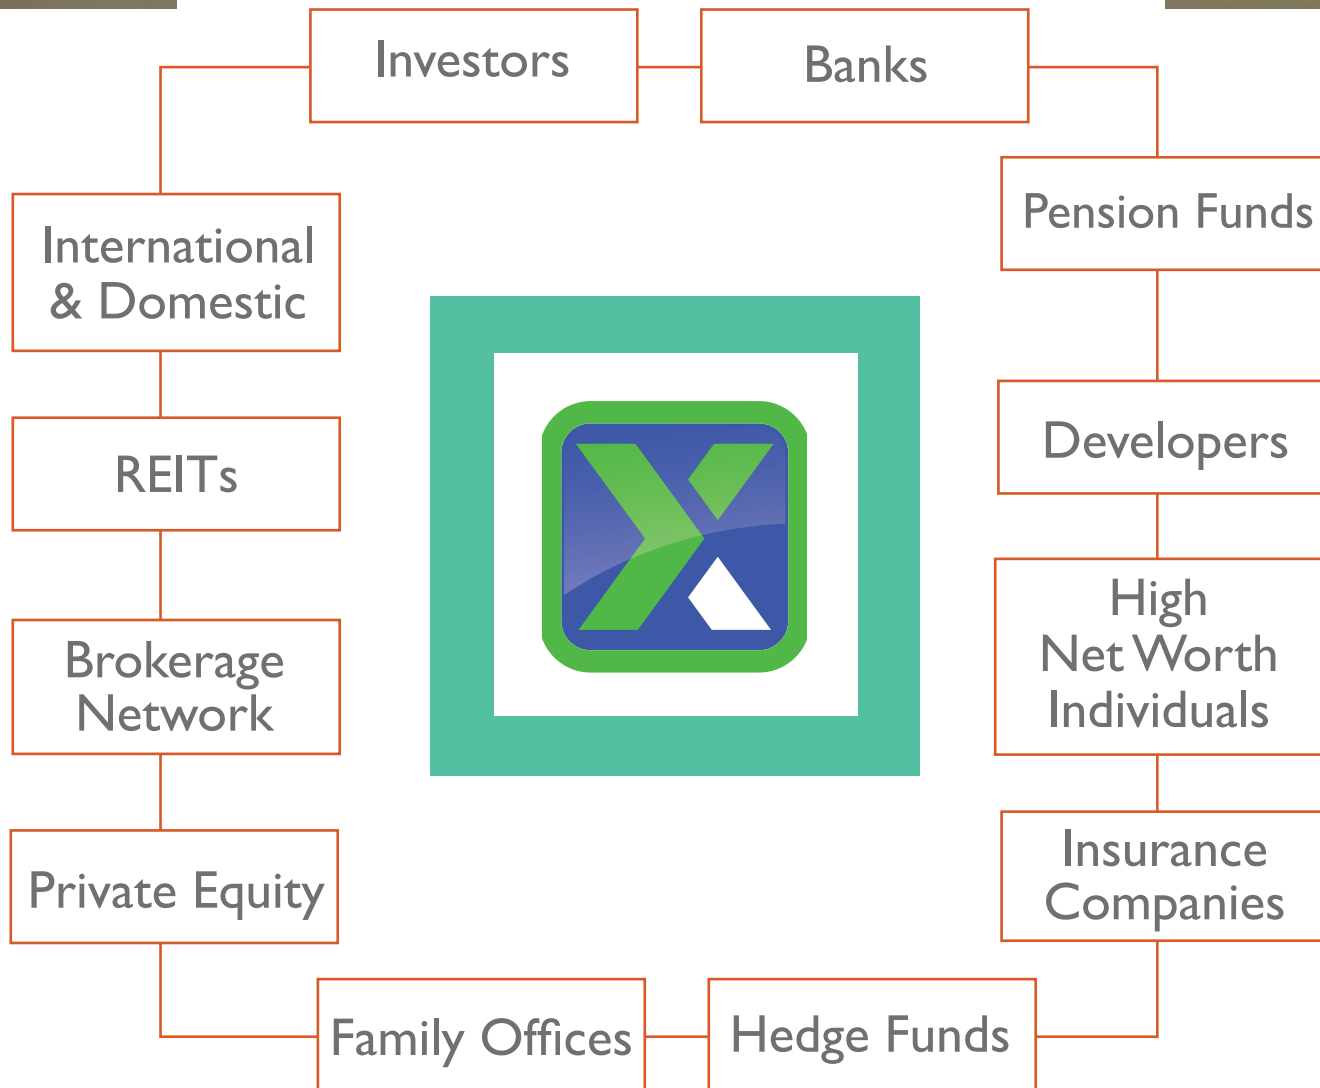 Investors
Banks
Pension Funds
International
& Domestic
Developers
REITs
High
Net Worth
Individuals
Brokerage
Network
Insurance
Companies
Private Equity
Family Offices
Hedge Funds